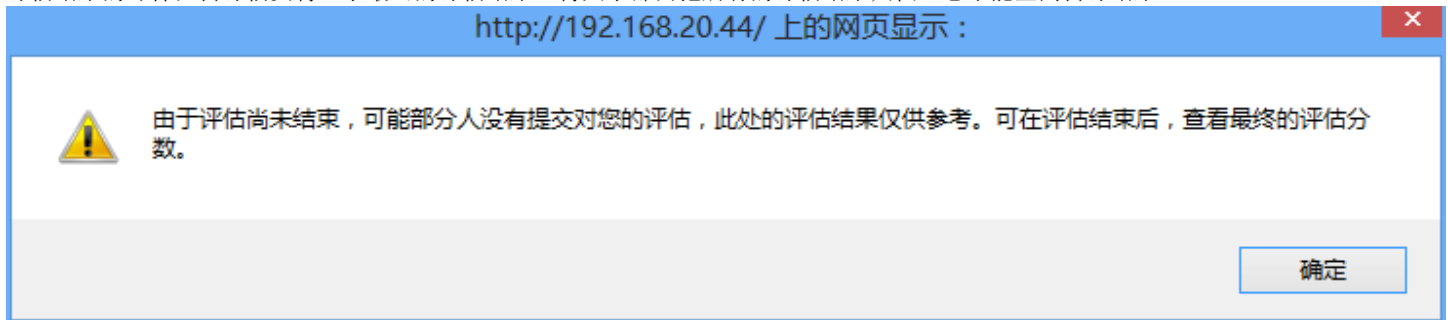 http://192.168.20.44/ 上的网页显示：
由于评估尚未结束，可能部分人没有提交对您的评估，此处的评估结果仅供参考。可在评估结束后，查看最终的评估分
数。
确定